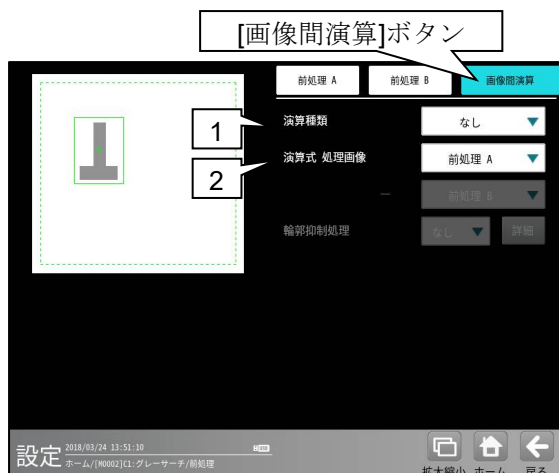 [画像間演算]ボタン
前処理 A 前処理 B 画像間演算
1 演算種類 なし
2 演算式 処理画像 前処理 A
－ 前処理 B
輪郭抑制処理 なし 詳細
設定 2018/03/24 13:51:10
ホーム/[M0002]C1:グレーサーチ/前処理
拡大縮小 ホーム 戻る